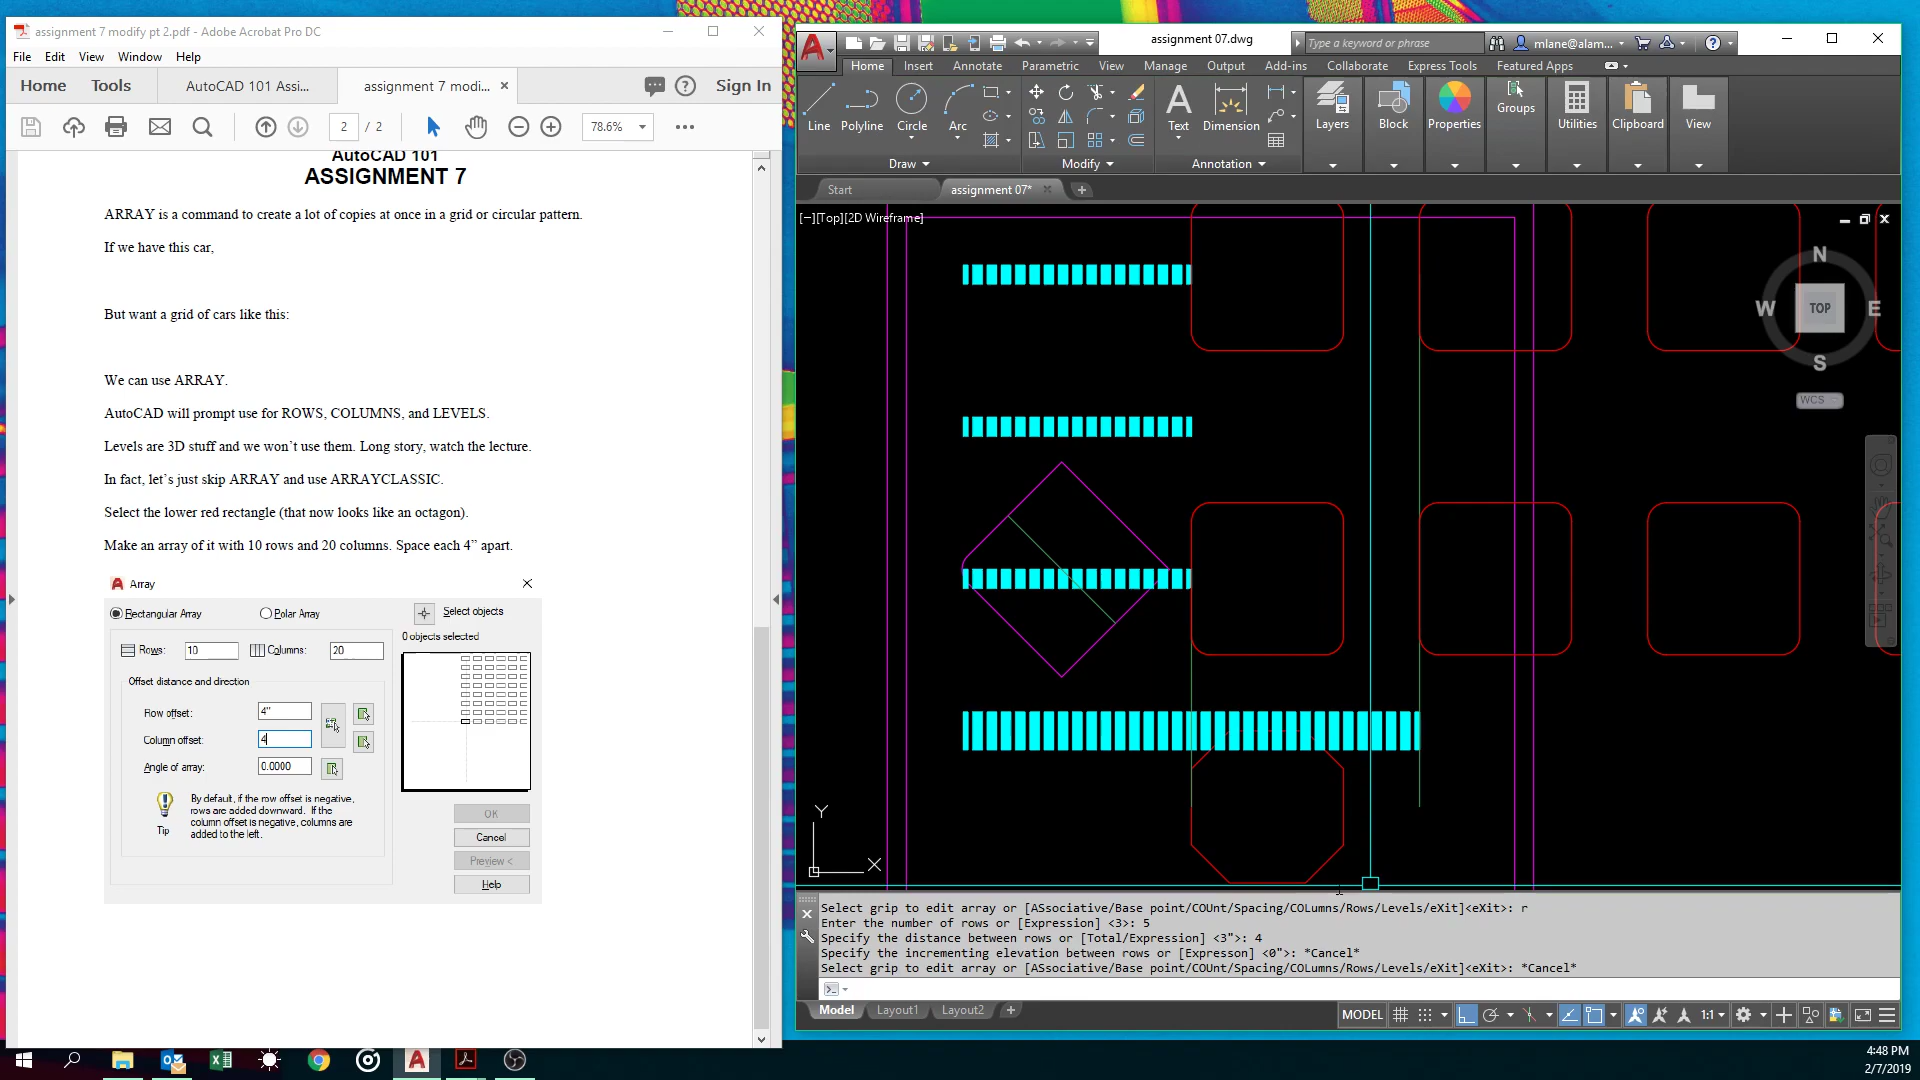 assignment 7 modify pt 2.pdf - Adobe Acrobat Pro DC
File Edit View Window Help
Home Tools AutoCAD 101 Assi... assignment 7 modi... Sign In
2 / 2 78.6%
AutoCAD 101
ASSIGNMENT 7
ARRAY is a command to create a lot of copies at once in a grid or circular pattern.
If we have this car,
But want a grid of cars like this:
We can use ARRAY.
AutoCAD will prompt use for ROWS, COLUMNS, and LEVELS.
Levels are 3D stuff and we won't use them. Long story, watch the lecture.
In fact, let's just skip ARRAY and use ARRAYCLASSIC.
Select the lower red rectangle (that now looks like an octagon).
Make an array of it with 10 rows and 20 columns. Space each 4” apart.
Array
Rectangular Array Polar Array Select objects
0 objects selected
Rows: 10 Columns: 20
Offset distance and direction
Row offset: 4"
Column offset: 4
Angle of array: 0.0000
By default, if the row offset is negative,
rows are added downward. If the
column offset is negative, columns are
added to the left.
Tip
OK
Cancel
Preview <
Help
assignment 07.dwg
Type a keyword or phrase
mlane@alam...
Home Insert Annotate Parametric View Manage Output Add-ins Collaborate Express Tools Featured Apps
Line Polyline Circle Arc Text Dimension Layers Block Properties Groups Utilities Clipboard View
Draw Modify Annotation
Start assignment 07*
[−][Top][2D Wireframe]
N
W TOP E
S
WCS
Y
X
Select grip to edit array or [ASsociative/Base point/COUnt/Spacing/COLumns/Rows/Levels/eXit]<eXit>: r
Enter the number of rows or [Expression] <3>: 5
Specify the distance between rows or [Total/Expression] <3">: 4
Specify the incrementing elevation between rows or [Expresson] <0">: *Cancel*
Select grip to edit array or [ASsociative/Base point/COUnt/Spacing/COLumns/Rows/Levels/eXit]<eXit>: *Cancel*
Model Layout1 Layout2
MODEL 1:1
4:48 PM
2/7/2019